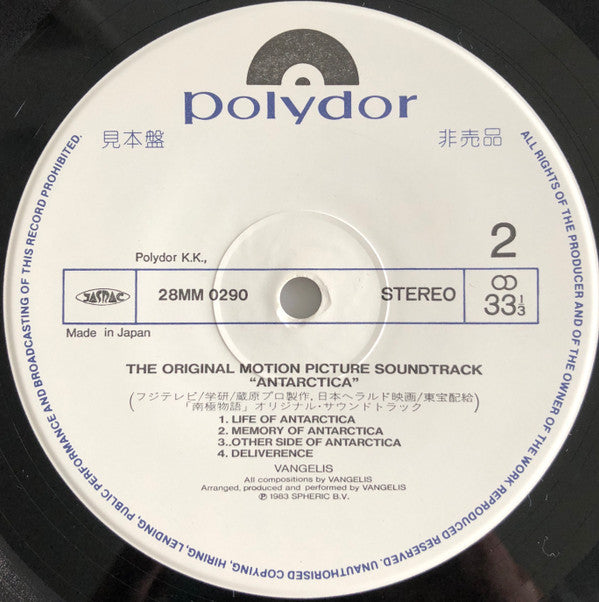 polydor
見本盤
非売品
Polydor K.K.,
2
JASRAC
28MM 0290
STEREO
33 1/3
Made in Japan
THE ORIGINAL MOTION PICTURE SOUNDTRACK
"ANTARCTICA"
(フジテレビ/学研/蔵原プロ製作, 日本ヘラルド映画/東宝配給
「南極物語」オリジナル・サウンドトラック)
1. LIFE OF ANTARCTICA
2. MEMORY OF ANTARCTICA
3..OTHER SIDE OF ANTARCTICA
4. DELIVERENCE
VANGELIS
All compositions by VANGELIS
Arranged, produced and performed by VANGELIS
℗ 1983 SPHERIC B.V.
ALL RIGHTS OF THE PRODUCER AND OF THE OWNER OF THE WORK REPRODUCED RESERVED. UNAUTHORISED COPYING, HIRING, LENDING, PUBLIC PERFORMANCE AND BROADCASTING OF THIS RECORD PROHIBITED.